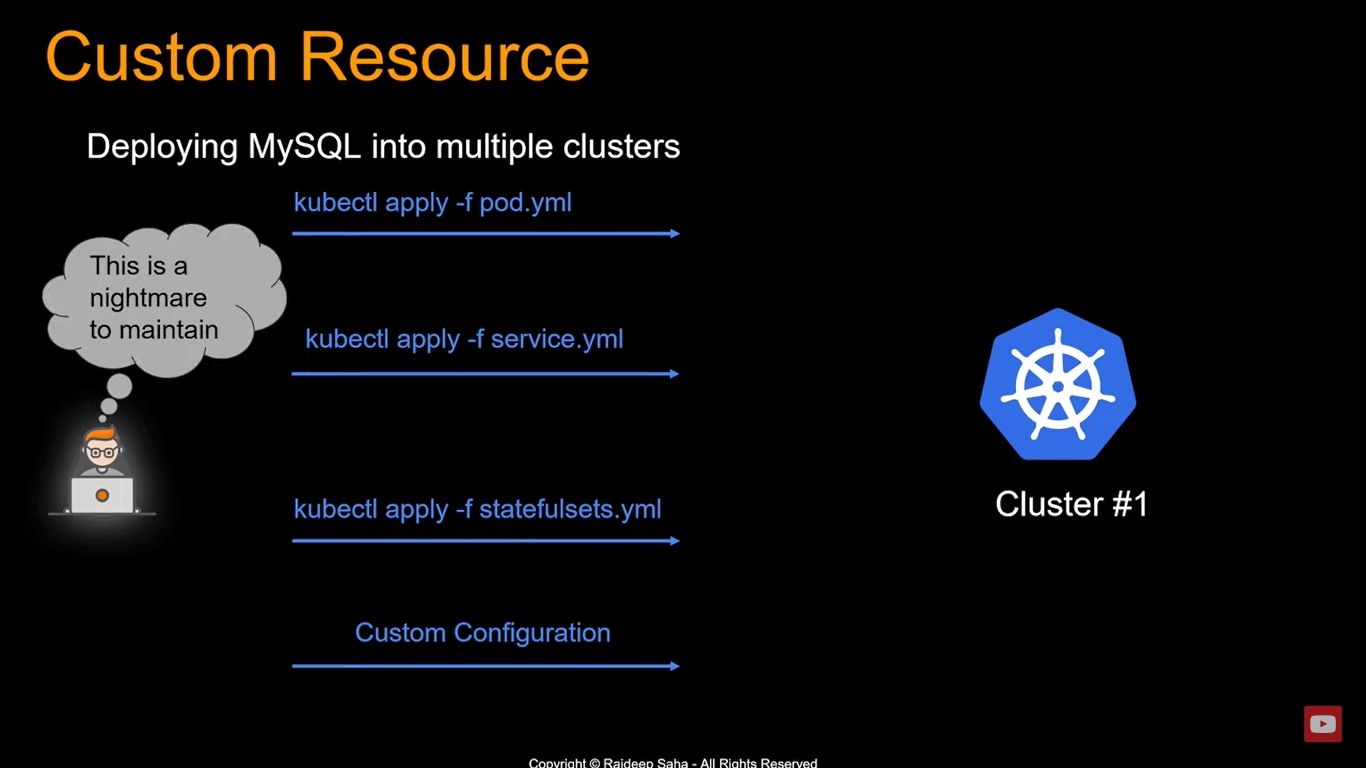 Custom Resource
Deploying MySQL into multiple clusters
kubectl apply -f pod.yml
This is a
nightmare
to maintain
kubectl apply -f service.yml
kubectl apply -f statefulsets.yml
Cluster #1
Custom Configuration
Copyright © Rajdeep Saha - All Rights Reserved